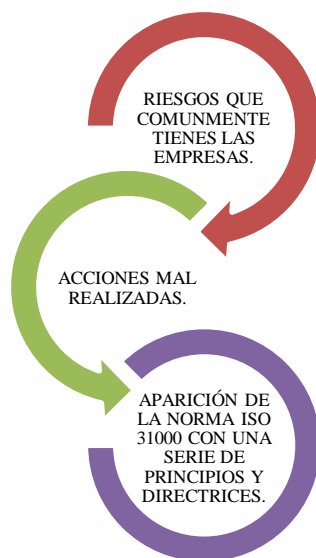 RIESGOS QUE
COMUNMENTE
TIENES LAS
EMPRESAS.
ACCIONES MAL
REALIZADAS.
APARICIÓN DE
LA NORMA ISO
31000 CON UNA
SERIE DE
PRINCIPIOS Y
DIRECTRICES.